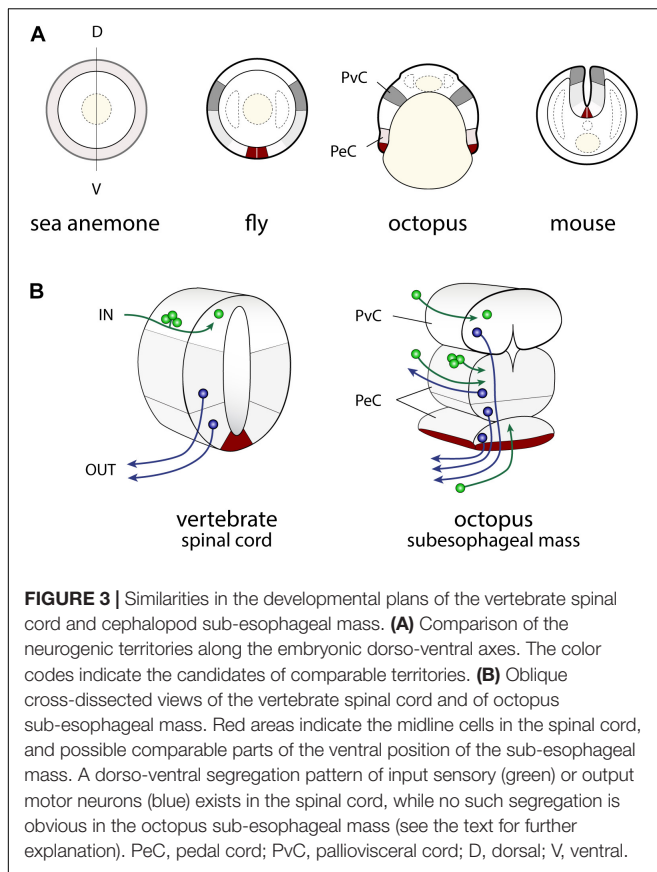 A
D
PvC
PeC
V
sea anemone
fly
octopus
mouse
B
IN
PvC
PeC
OUT
vertebrate
spinal cord
octopus
subesophageal mass
FIGURE 3 | Similarities in the developmental plans of the vertebrate spinal
cord and cephalopod sub-esophageal mass. (A) Comparison of the
neurogenic territories along the embryonic dorso-ventral axes. The color
codes indicate the candidates of comparable territories. (B) Oblique
cross-dissected views of the vertebrate spinal cord and of octopus
sub-esophageal mass. Red areas indicate the midline cells in the spinal cord,
and possible comparable parts of the ventral position of the sub-esophageal
mass. A dorso-ventral segregation pattern of input sensory (green) or output
motor neurons (blue) exists in the spinal cord, while no such segregation is
obvious in the octopus sub-esophageal mass (see the text for further
explanation). PeC, pedal cord; PvC, palliovisceral cord; D, dorsal; V, ventral.